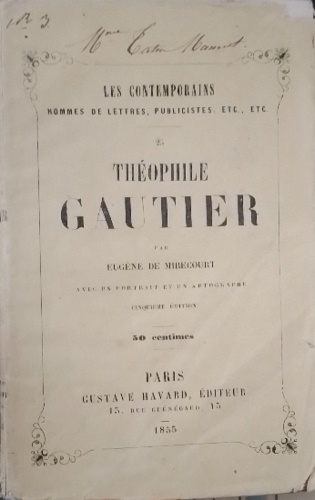 Mme
LES CONTEMPORAINS
HOMMES DE LETTRES, PUBLICISTES, ETC., ETC.
THÉOPHILE
GAUTIER
PAR
EUGÈNE DE MIRECOURT
AVEC UN PORTRAIT ET UN AUTOGRAPHE
CINQUIÈME ÉDITION
50 centimes
PARIS
GUSTAVE HAVARD, ÉDITEUR
15, RUE GUÉNÉGAUD, 15
1855